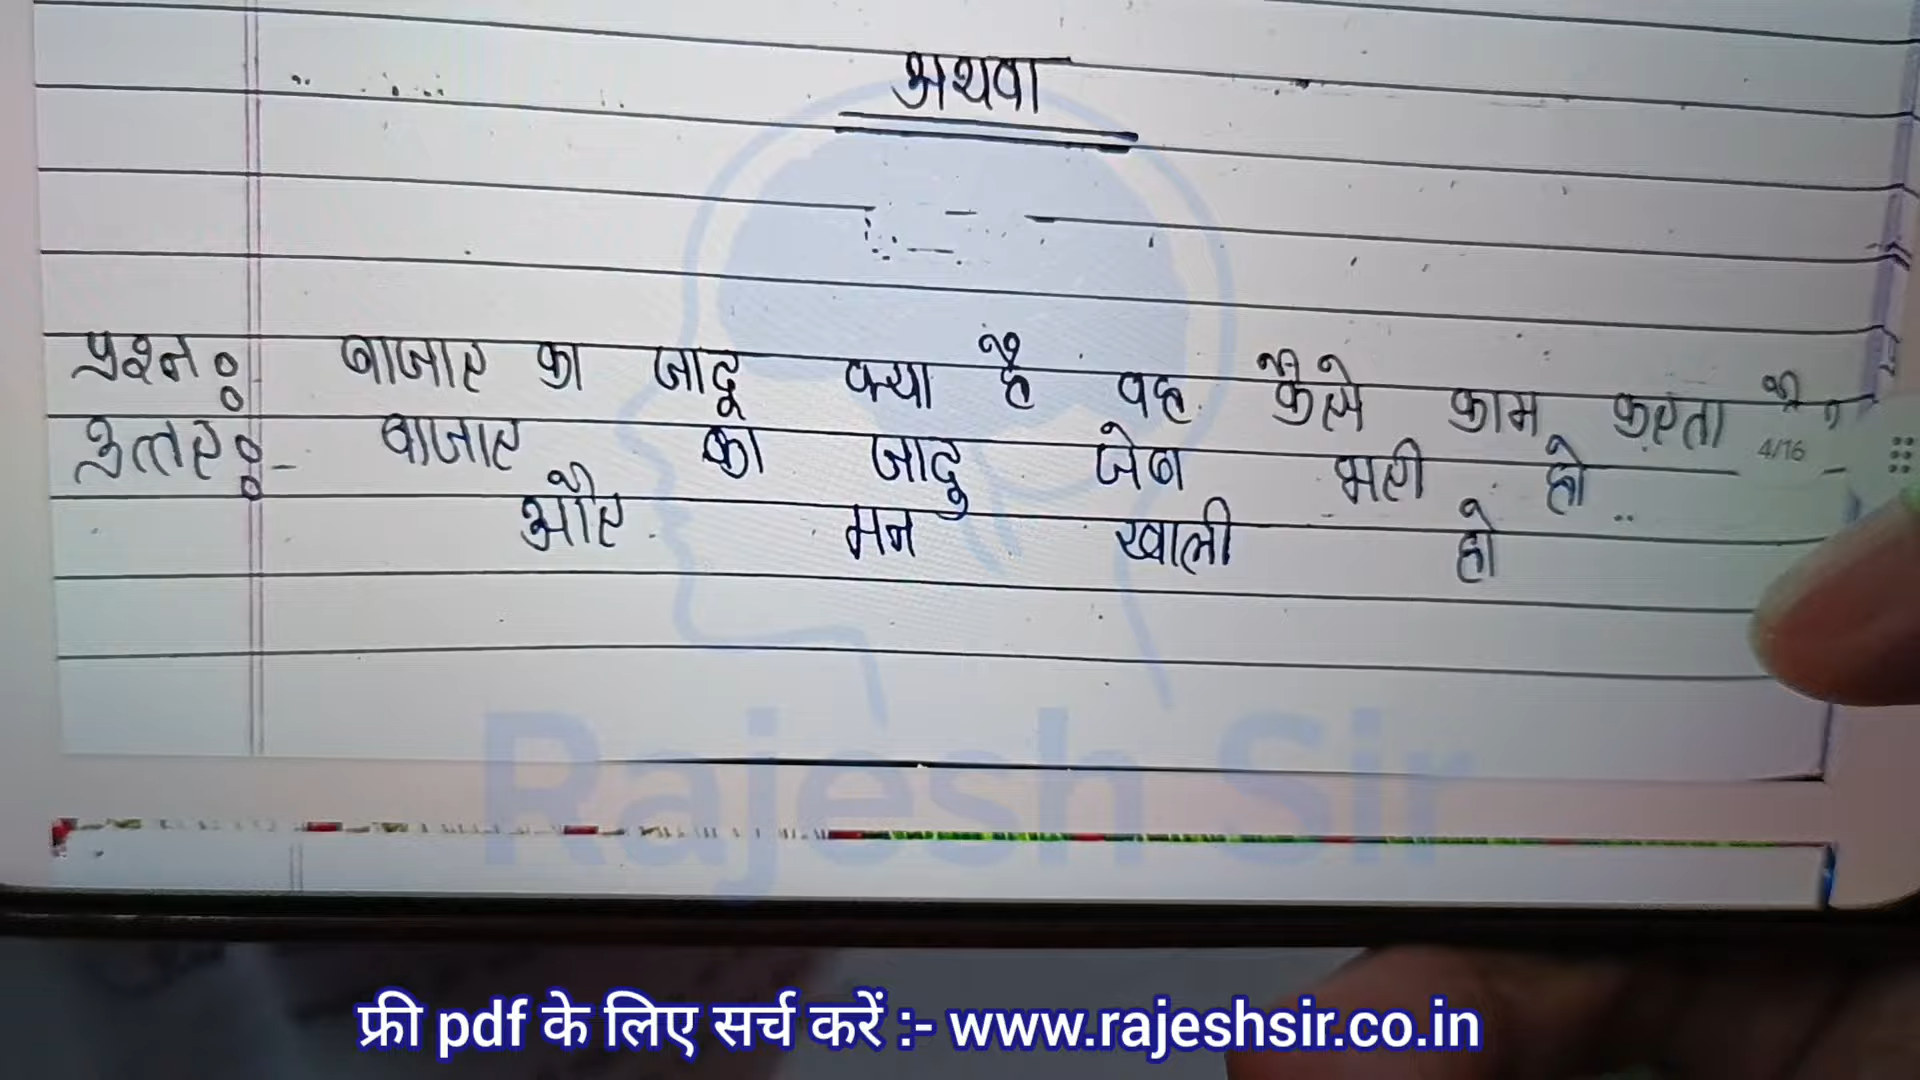 अथवा
प्रश्नः बाजार का जादू क्या है वह कैसे काम करता है
4/16
उत्तरः- बाजार का जादू जेब भरी हो
और मन खाली हो
Rajesh Sir
फ्री pdf के लिए सर्च करें :- www.rajeshsir.co.in